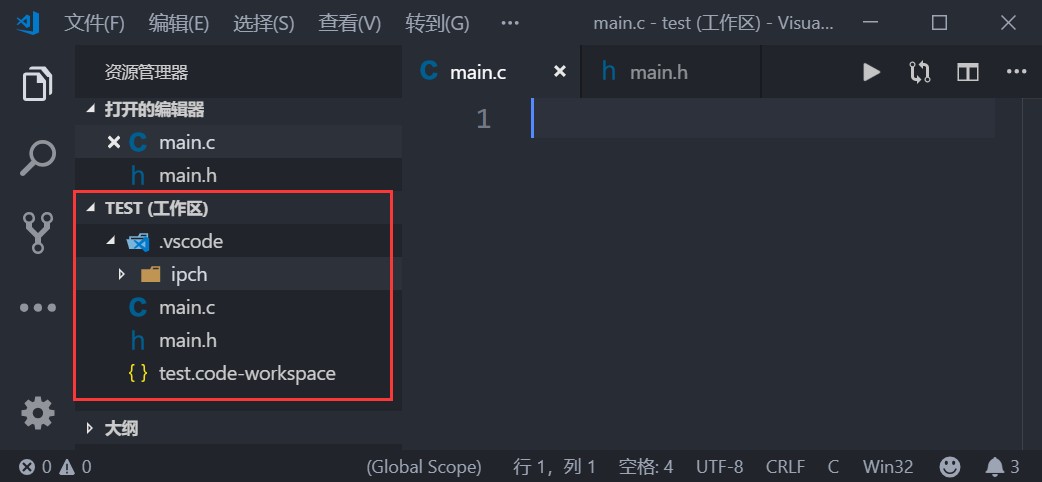 文件(F) 编辑(E) 选择(S) 查看(V) 转到(G) ··· main.c - test (工作区) - Visua...
资源管理器
C main.c × h main.h
打开的编辑器
× C main.c
h main.h
TEST (工作区)
.vscode
ipch
C main.c
h main.h
{ } test.code-workspace
大纲
1
0 0 (Global Scope) 行 1，列 1 空格: 4 UTF-8 CRLF C Win32 3